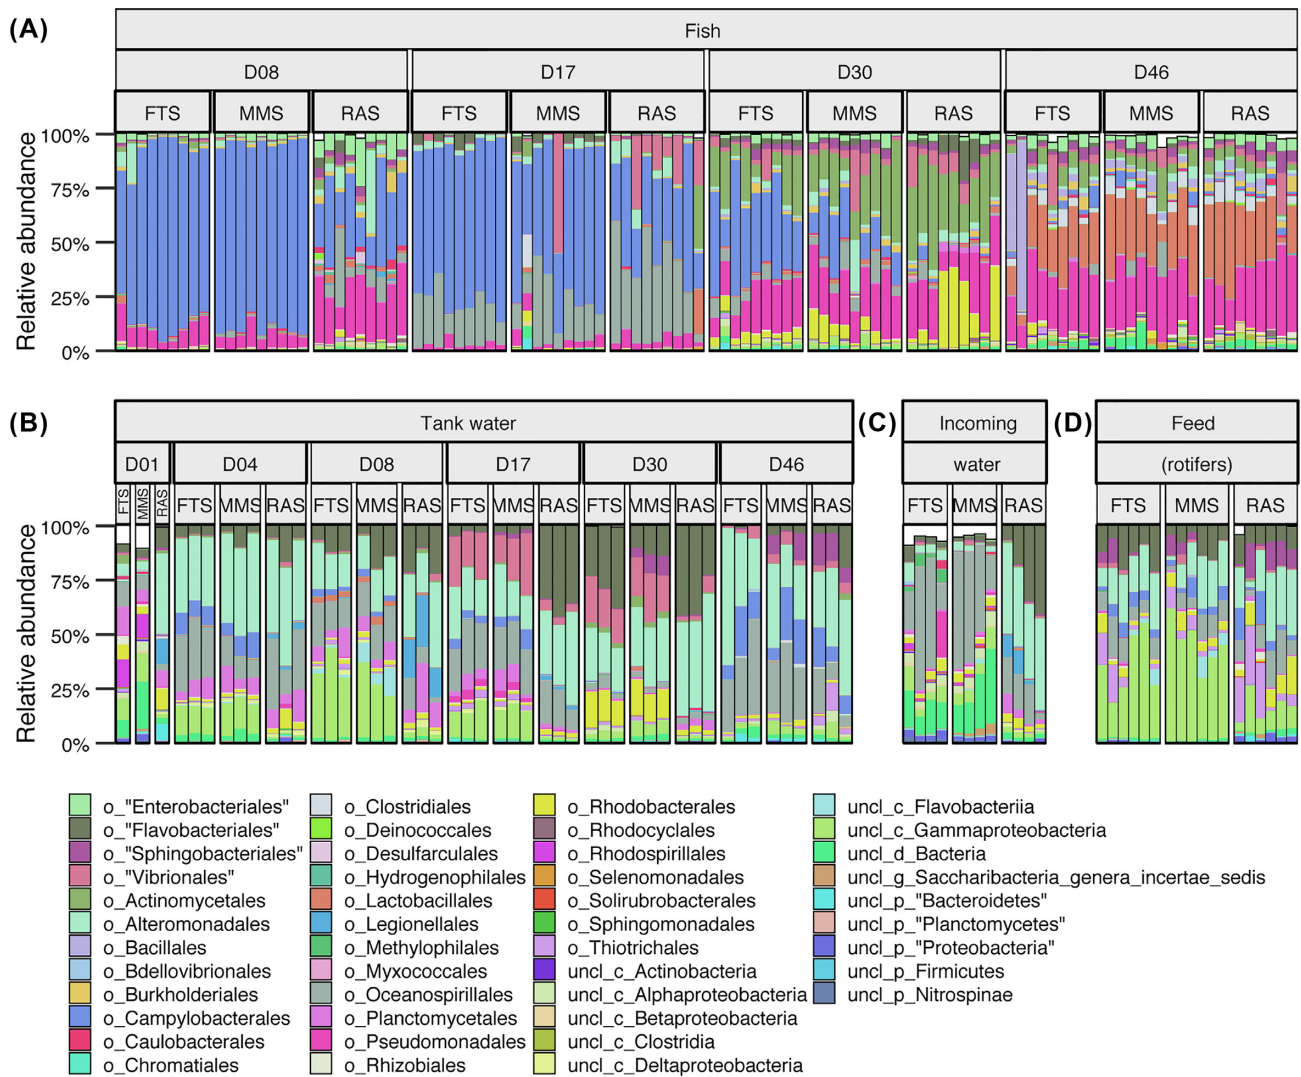 (A)
Fish
D08 D17 D30 D46
FTS MMS RAS FTS MMS RAS FTS MMS RAS FTS MMS RAS
Relative abundance
100%
75%
50%
25%
0%
(B)
Tank water
D01 D04 D08 D17 D30 D46
FTS MMS RAS FTS MMS RAS FTS MMS RAS FTS MMS RAS FTS MMS RAS FTS MMS RAS
Relative abundance
100%
75%
50%
25%
0%
(C)
Incoming
water
FTS MMS RAS
(D)
Feed
(rotifers)
FTS MMS RAS
o_"Enterobacteriales"
o_"Flavobacteriales"
o_"Sphingobacteriales"
o_"Vibrionales"
o_Actinomycetales
o_Alteromonadales
o_Bacillales
o_Bdellovibrionales
o_Burkholderiales
o_Campylobacterales
o_Caulobacterales
o_Chromatiales
o_Clostridiales
o_Deinococcales
o_Desulfarculales
o_Hydrogenophilales
o_Lactobacillales
o_Legionellales
o_Methylophilales
o_Myxococcales
o_Oceanospirillales
o_Planctomycetales
o_Pseudomonadales
o_Rhizobiales
o_Rhodobacterales
o_Rhodocyclales
o_Rhodospirillales
o_Selenomonadales
o_Solirubrobacterales
o_Sphingomonadales
o_Thiotrichales
uncl_c_Actinobacteria
uncl_c_Alphaproteobacteria
uncl_c_Betaproteobacteria
uncl_c_Clostridia
uncl_c_Deltaproteobacteria
uncl_c_Flavobacteriia
uncl_c_Gammaproteobacteria
uncl_d_Bacteria
uncl_g_Saccharibacteria_genera_incertae_sedis
uncl_p_"Bacteroidetes"
uncl_p_"Planctomycetes"
uncl_p_"Proteobacteria"
uncl_p_Firmicutes
uncl_p_Nitrospinae